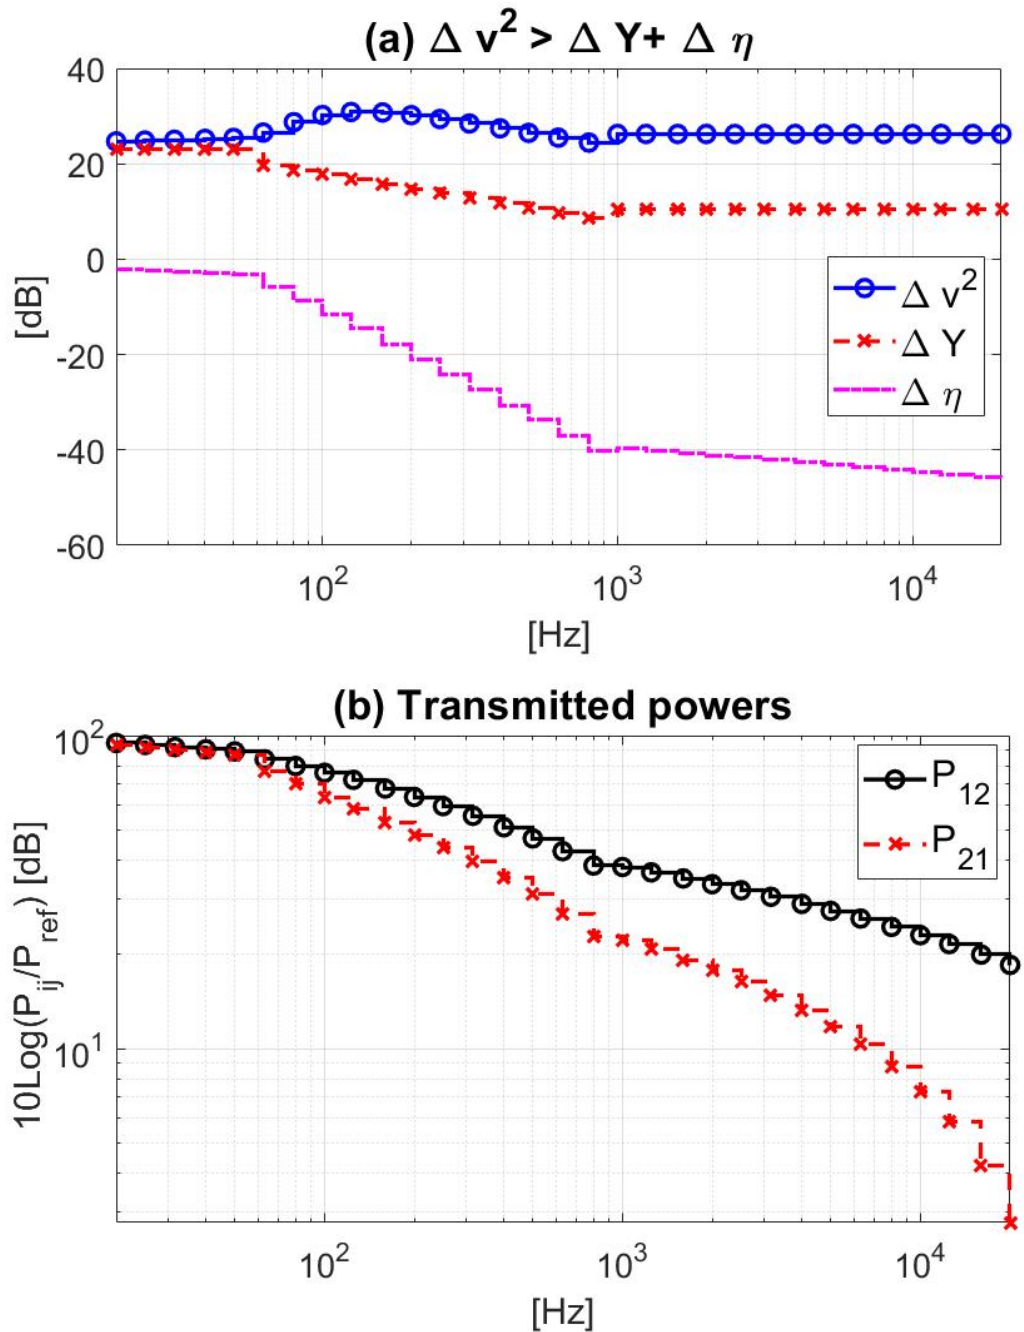 (a) Δ v² > Δ Y+ Δ η
40
20
0
-20
-40
-60
[dB]
Δ v²
Δ Y
Δ η
10² 10³ 10⁴
[Hz]
(b) Transmitted powers
10²
10¹
10Log(P_ij/P_ref) [dB]
P₁₂
P₂₁
10² 10³ 10⁴
[Hz]